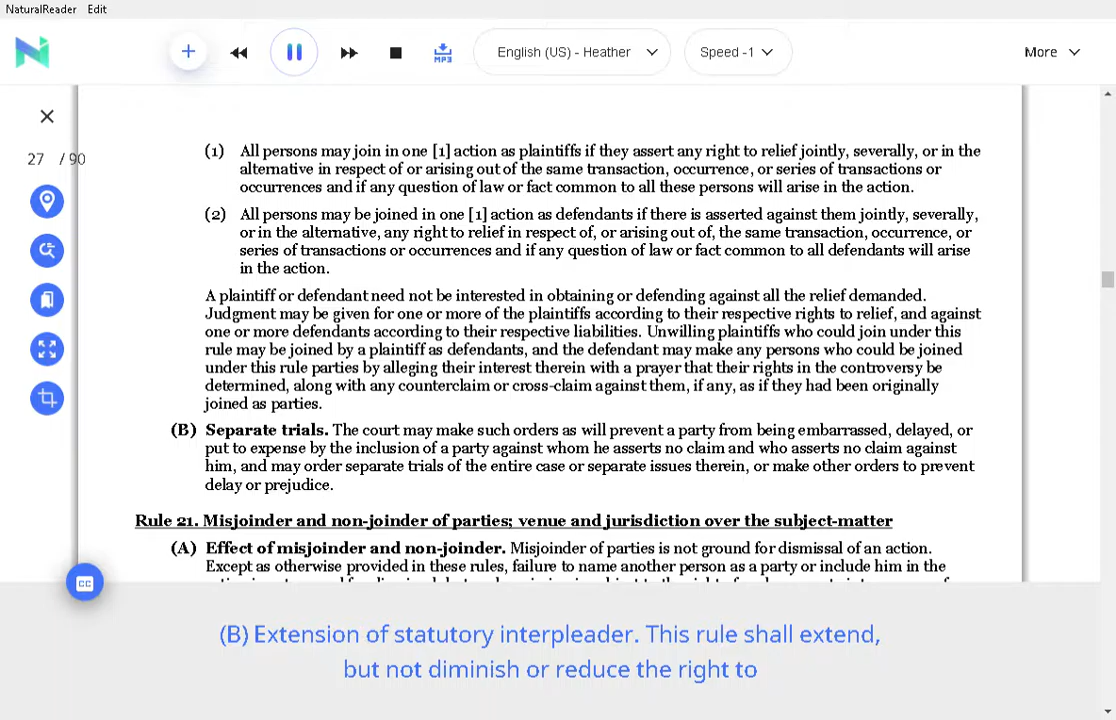 NaturalReader Edit
English (US) - Heather Speed -1 More
27 / 90
(1) All persons may join in one [1] action as plaintiffs if they assert any right to relief jointly, severally, or in the
alternative in respect of or arising out of the same transaction, occurrence, or series of transactions or
occurrences and if any question of law or fact common to all these persons will arise in the action.
(2) All persons may be joined in one [1] action as defendants if there is asserted against them jointly, severally,
or in the alternative, any right to relief in respect of, or arising out of, the same transaction, occurrence, or
series of transactions or occurrences and if any question of law or fact common to all defendants will arise
in the action.
A plaintiff or defendant need not be interested in obtaining or defending against all the relief demanded.
Judgment may be given for one or more of the plaintiffs according to their respective rights to relief, and against
one or more defendants according to their respective liabilities. Unwilling plaintiffs who could join under this
rule may be joined by a plaintiff as defendants, and the defendant may make any persons who could be joined
under this rule parties by alleging their interest therein with a prayer that their rights in the controversy be
determined, along with any counterclaim or cross-claim against them, if any, as if they had been originally
joined as parties.
(B) Separate trials. The court may make such orders as will prevent a party from being embarrassed, delayed, or
put to expense by the inclusion of a party against whom he asserts no claim and who asserts no claim against
him, and may order separate trials of the entire case or separate issues therein, or make other orders to prevent
delay or prejudice.
Rule 21. Misjoinder and non-joinder of parties; venue and jurisdiction over the subject-matter
(A) Effect of misjoinder and non-joinder. Misjoinder of parties is not ground for dismissal of an action.
Except as otherwise provided in these rules, failure to name another person as a party or include him in the
(B) Extension of statutory interpleader. This rule shall extend,
but not diminish or reduce the right to